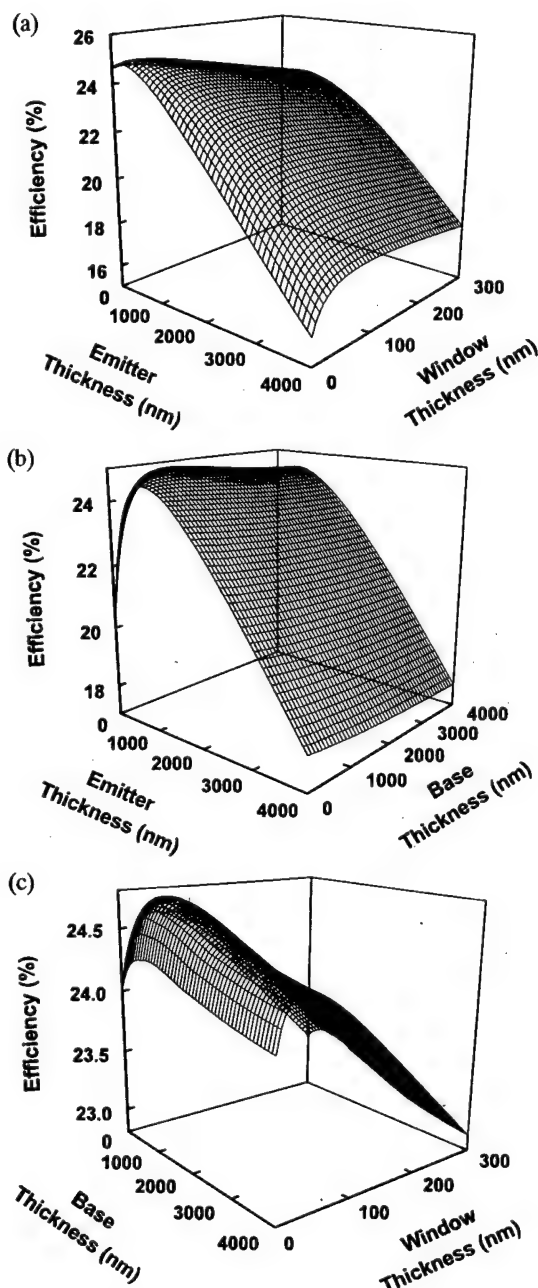 (a)
26
24
22
20
18
16
Efficiency (%)
0
1000
2000
3000
4000
Emitter
Thickness (nm)
0
100
200
300
Window
Thickness (nm)
(b)
24
22
20
18
Efficiency (%)
0
1000
2000
3000
4000
Emitter
Thickness (nm)
0
1000
2000
3000
4000
Base
Thickness (nm)
(c)
24.5
24.0
23.5
23.0
Efficiency (%)
0
1000
2000
3000
4000
Base
Thickness (nm)
0
100
200
300
Window
Thickness (nm)